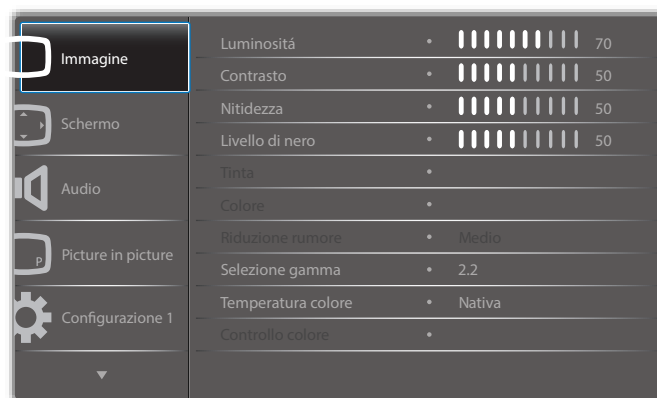 Immagine
Schermo
Audio
P
Picture in picture
Configurazione 1
Luminositá • 70
Contrasto • 50
Nitidezza • 50
Livello di nero • 50
Tinta •
Colore •
Riduzione rumore • Medio
Selezione gamma • 2.2
Temperatura colore • Nativa
Controllo colore •